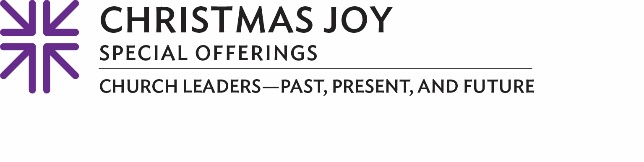 CHRISTMAS JOY
SPECIAL OFFERINGS
CHURCH LEADERS—PAST, PRESENT, AND FUTURE